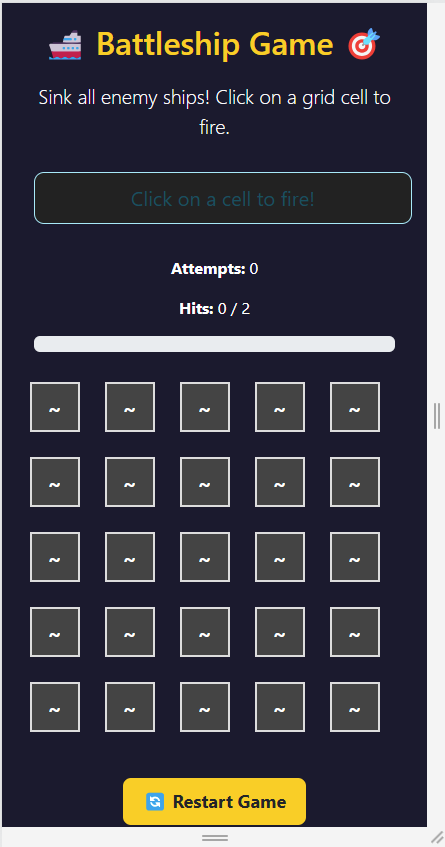 Battleship Game
Sink all enemy ships! Click on a grid cell to
fire.
Click on a cell to fire!
Attempts: 0
Hits: 0 / 2
~ ~ ~ ~ ~
~ ~ ~ ~ ~
~ ~ ~ ~ ~
~ ~ ~ ~ ~
~ ~ ~ ~ ~
Restart Game